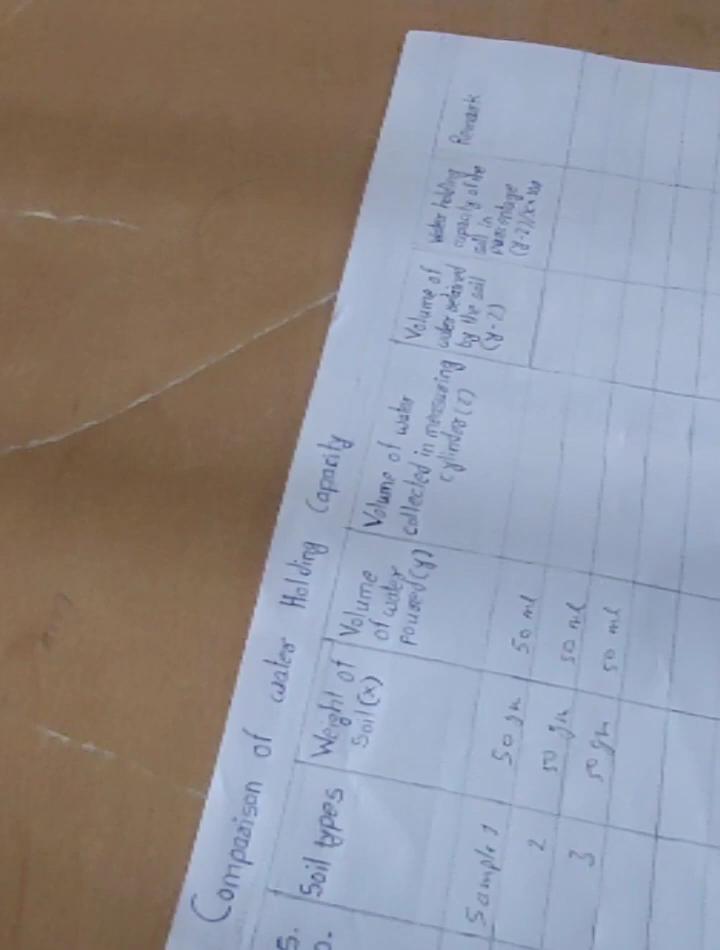 Comparison of water Holding Capacity
S.
Soil types
Weight of
Soil(x)
Volume
of water
poured(y)
Volume of water
collected in measuring
cylinder(z)
Volume of
water retained
by the soil
(y-z)
Water holding
capacity of the
soil in
percentage
(y-z)/x×100
Remark
Sample 1 50 gm 50 ml
2 50 gm 50 ml
3 50 gm 50 ml